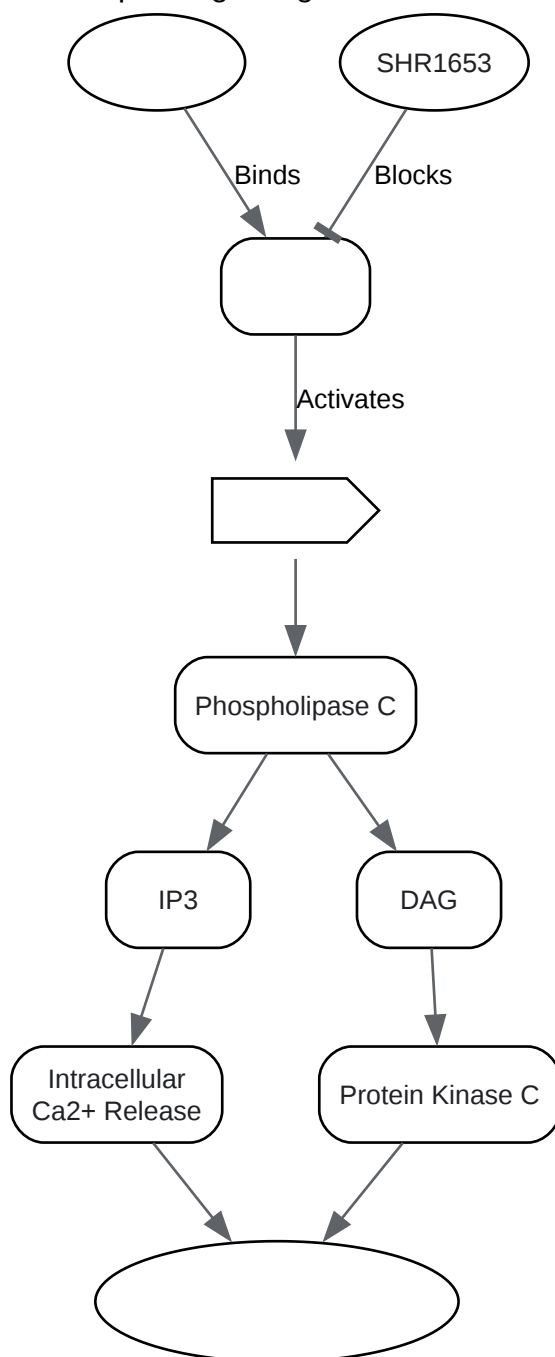 SHR1653
Binds
Blocks
Activates
Phospholipase C
IP3
DAG
Intracellular
Ca2+ Release
Protein Kinase C